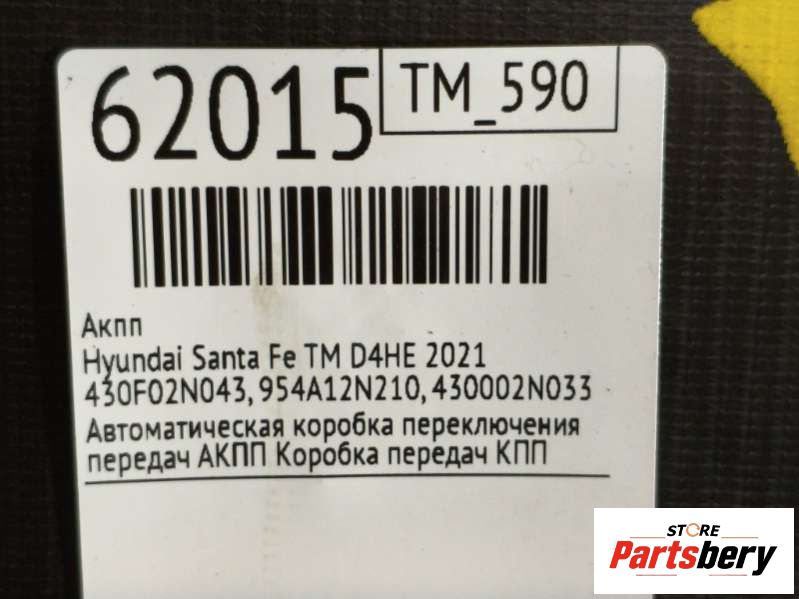 62015
TM_590
Акпп
Hyundai Santa Fe TM D4HE 2021
430F02N043, 954A12N210, 430002N033
Автоматическая коробка переключения
передач АКПП Коробка передач КПП
STORE
Partsbery